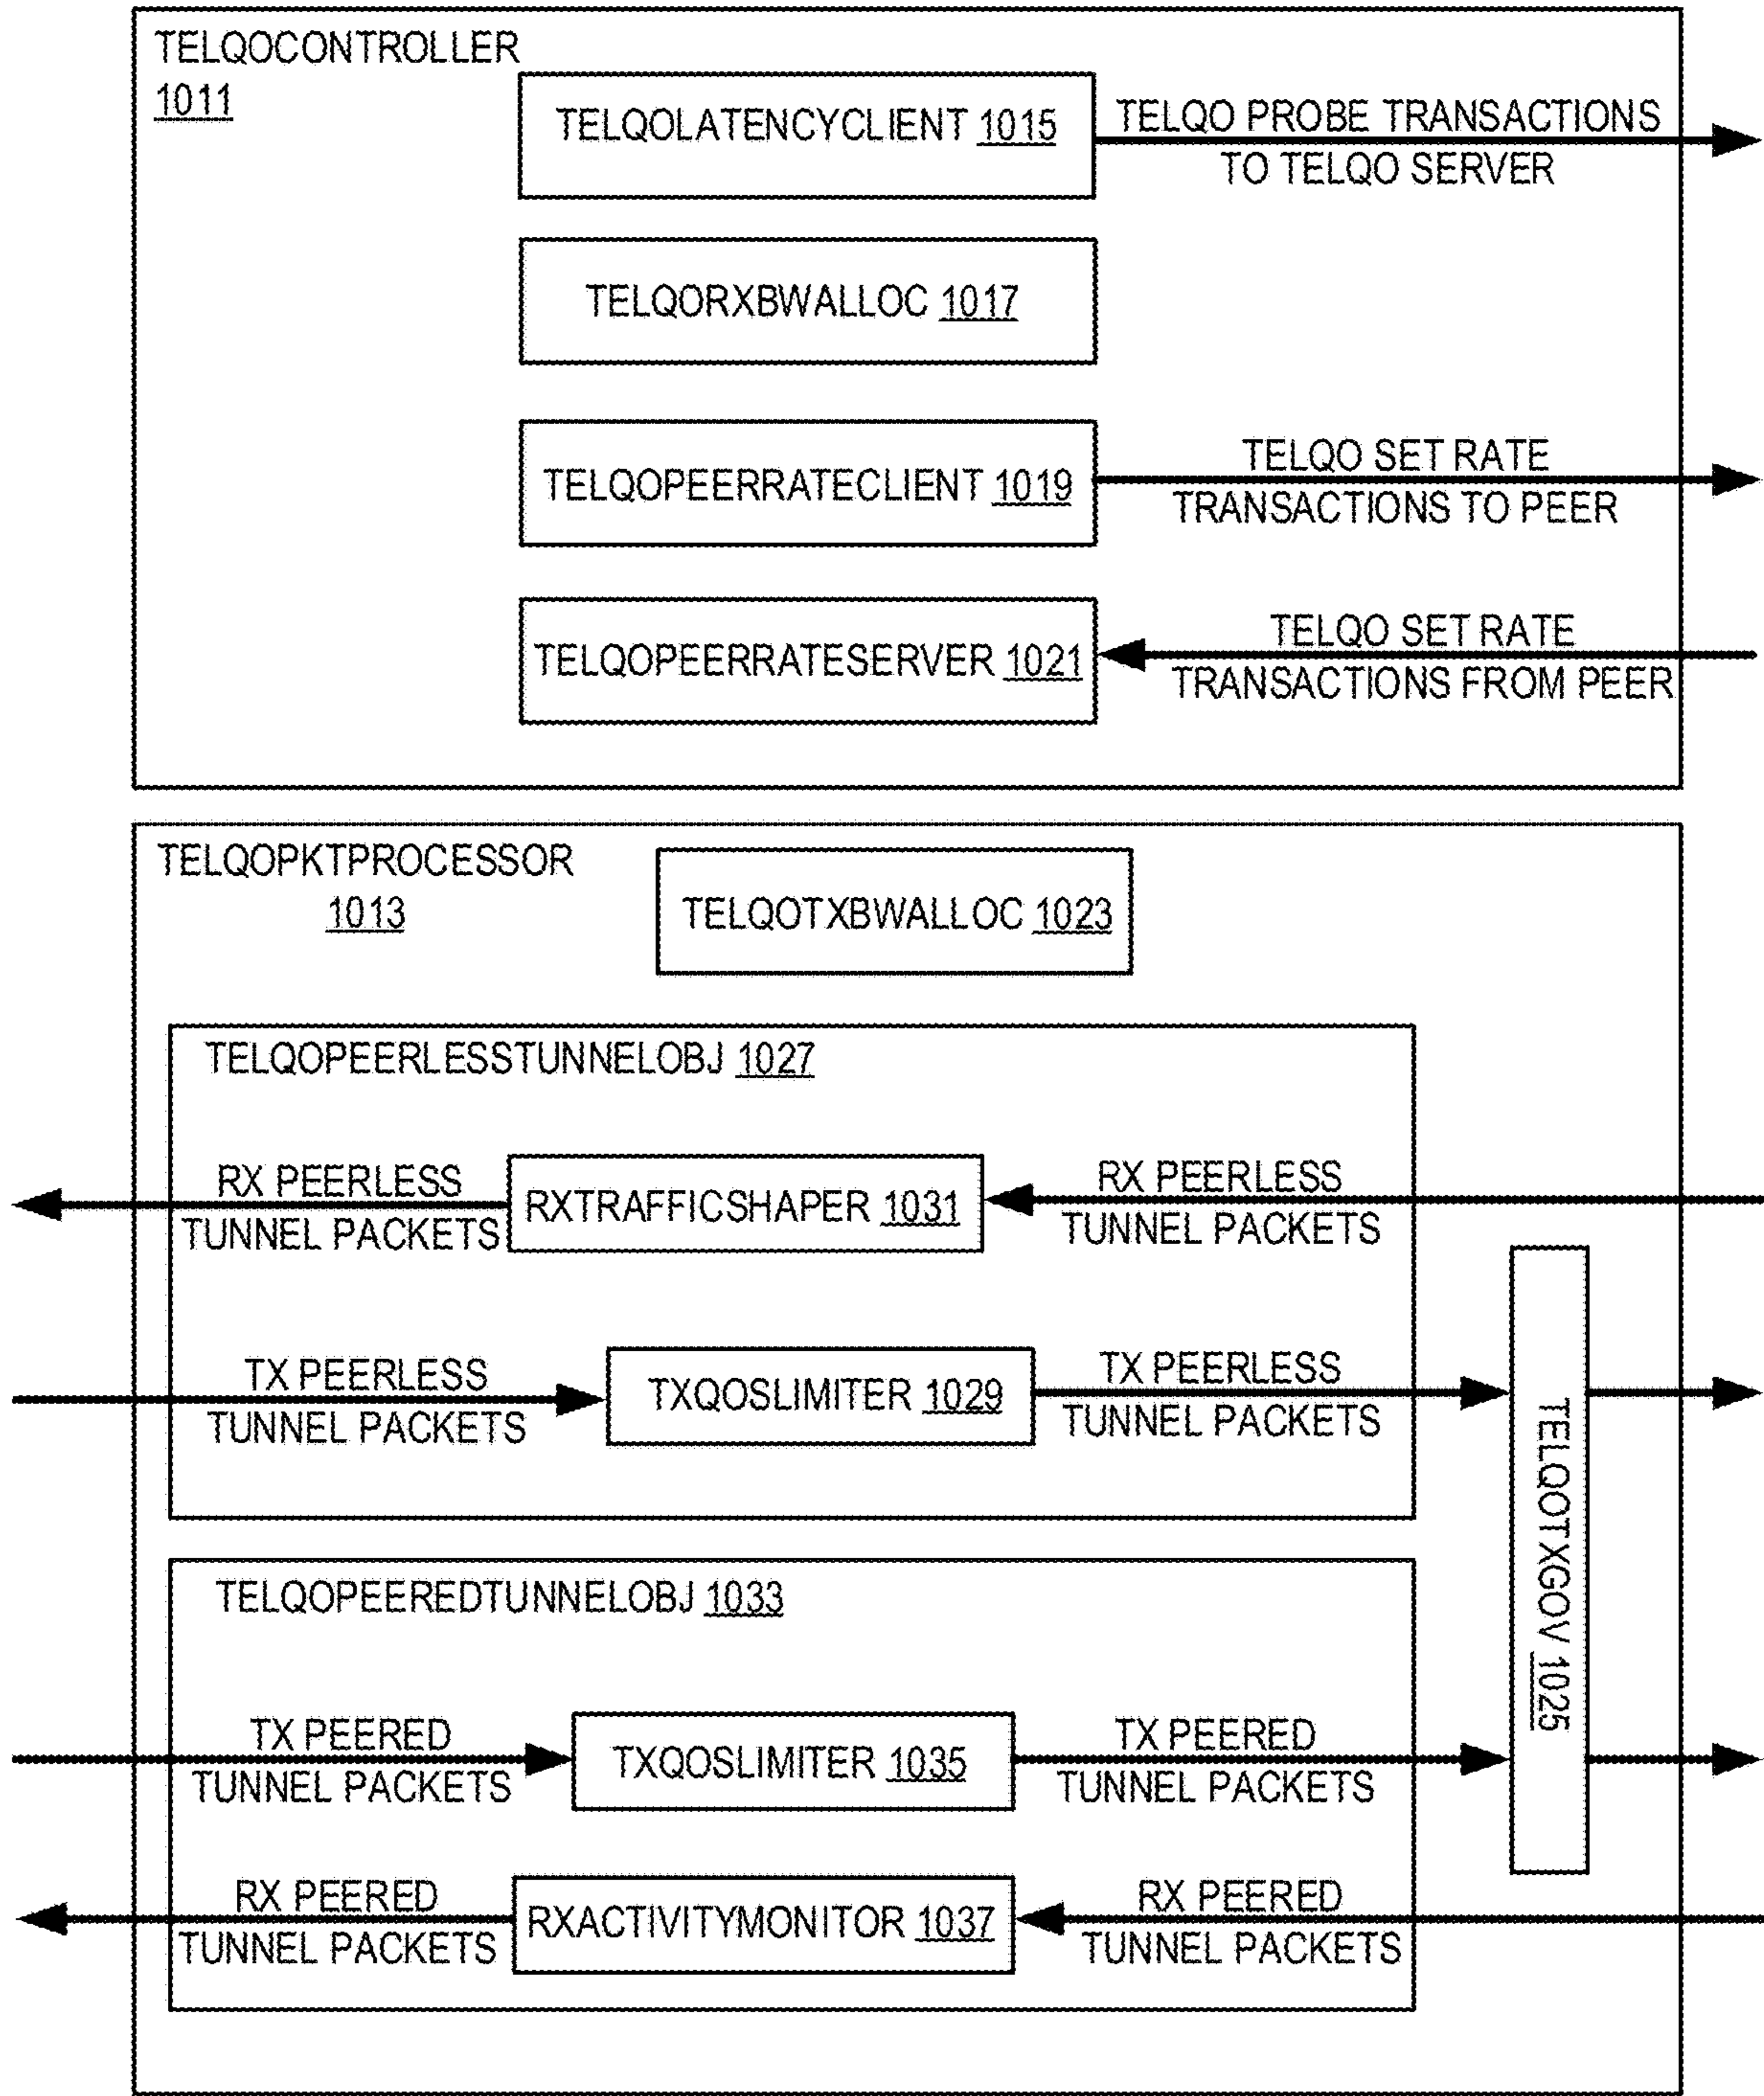 TELQOCONTROLLER
1011
TELQOLATENCYCLIENT 1015
TELQO PROBE TRANSACTIONS
TO TELQO SERVER
TELQORXBWALLOC 1017
TELQOPEERRATECLIENT 1019
TELQO SET RATE
TRANSACTIONS TO PEER
TELQOPEERRATESERVER 1021
TELQO SET RATE
TRANSACTIONS FROM PEER
TELQOPKTPROCESSOR
1013
TELQOTXBWALLOC 1023
TELQOPEERLESSTUNNELOBJ 1027
RX PEERLESS
TUNNEL PACKETS
RXTRAFFICSHAPER 1031
RX PEERLESS
TUNNEL PACKETS
TX PEERLESS
TUNNEL PACKETS
TXQOSLIMITER 1029
TX PEERLESS
TUNNEL PACKETS
TELQOTXGOV 1025
TELQOPEEREDTUNNELOBJ 1033
TX PEERED
TUNNEL PACKETS
TXQOSLIMITER 1035
TX PEERED
TUNNEL PACKETS
RX PEERED
TUNNEL PACKETS
RXACTIVITYMONITOR 1037
RX PEERED
TUNNEL PACKETS